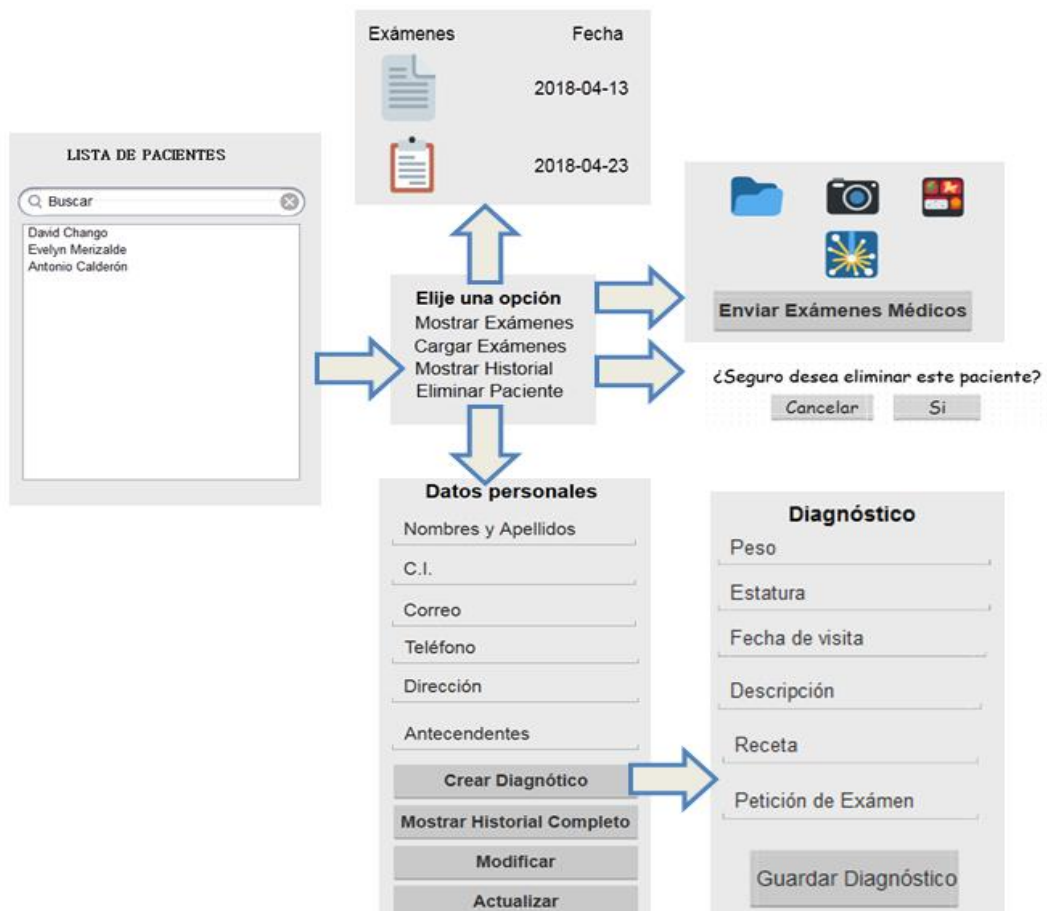 Exámenes Fecha
2018-04-13
2018-04-23
LISTA DE PACIENTES
Buscar
David Chango
Evelyn Merizalde
Antonio Calderón
Elije una opción
Mostrar Exámenes
Cargar Exámenes
Mostrar Historial
Eliminar Paciente
Enviar Exámenes Médicos
¿Seguro desea eliminar este paciente?
Cancelar Si
Datos personales
Nombres y Apellidos
C.I.
Correo
Teléfono
Dirección
Antecendentes
Crear Diagnótico
Mostrar Historial Completo
Modificar
Actualizar
Diagnóstico
Peso
Estatura
Fecha de visita
Descripción
Receta
Petición de Exámen
Guardar Diagnóstico